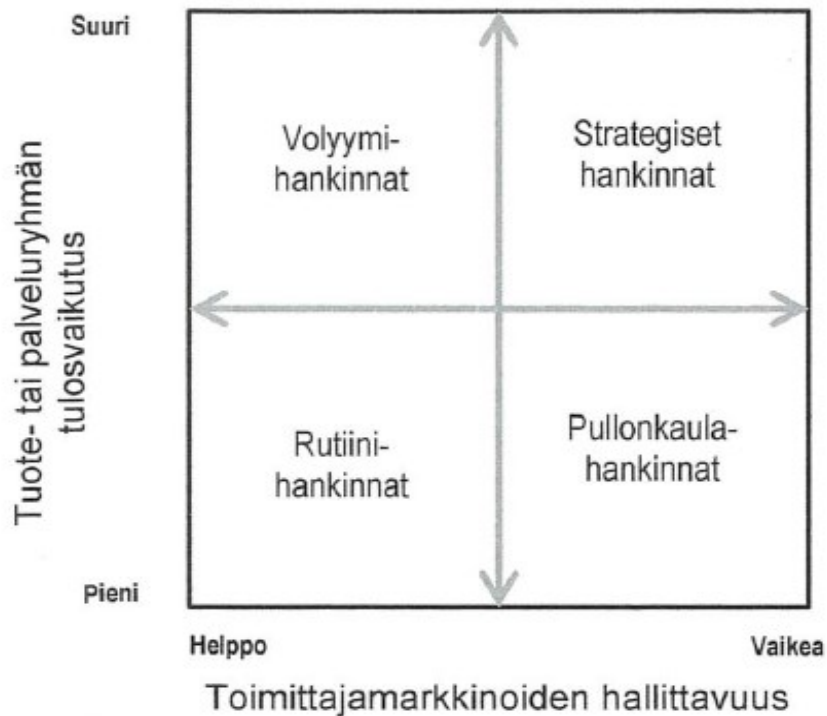 Suuri
Tuote- tai palveluryhmän
tulosvaikutus
Volyymi-
hankinnat
Strategiset
hankinnat
Rutiini-
hankinnat
Pullonkaula-
hankinnat
Pieni
Helppo
Vaikea
Toimittajamarkkinoiden hallittavuus